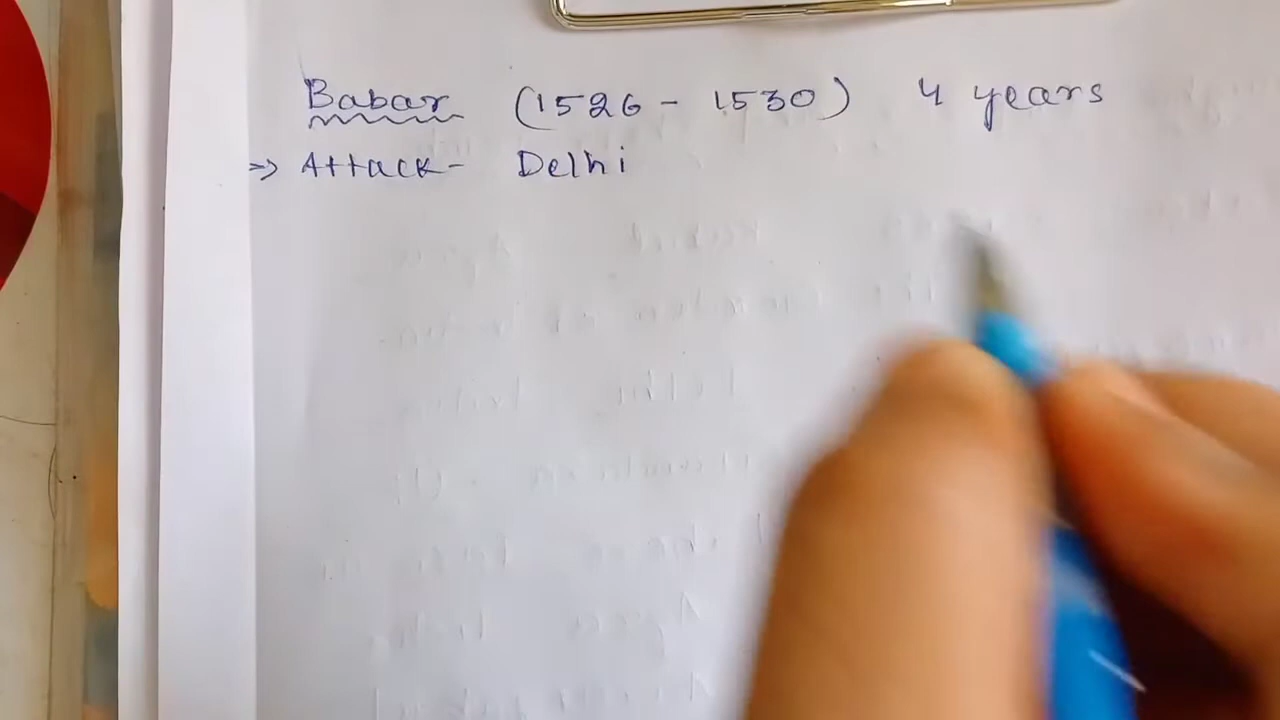 Babar (1526 - 1530) 4 years
=> Attack - Delhi